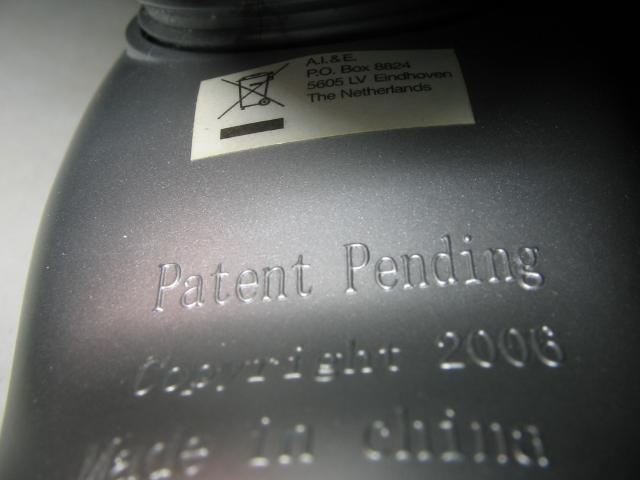 A.I.& E.
P.O. Box 8824
5605 LV Eindhoven
The Netherlands
Patent Pending
Copyright 2006
Made in china